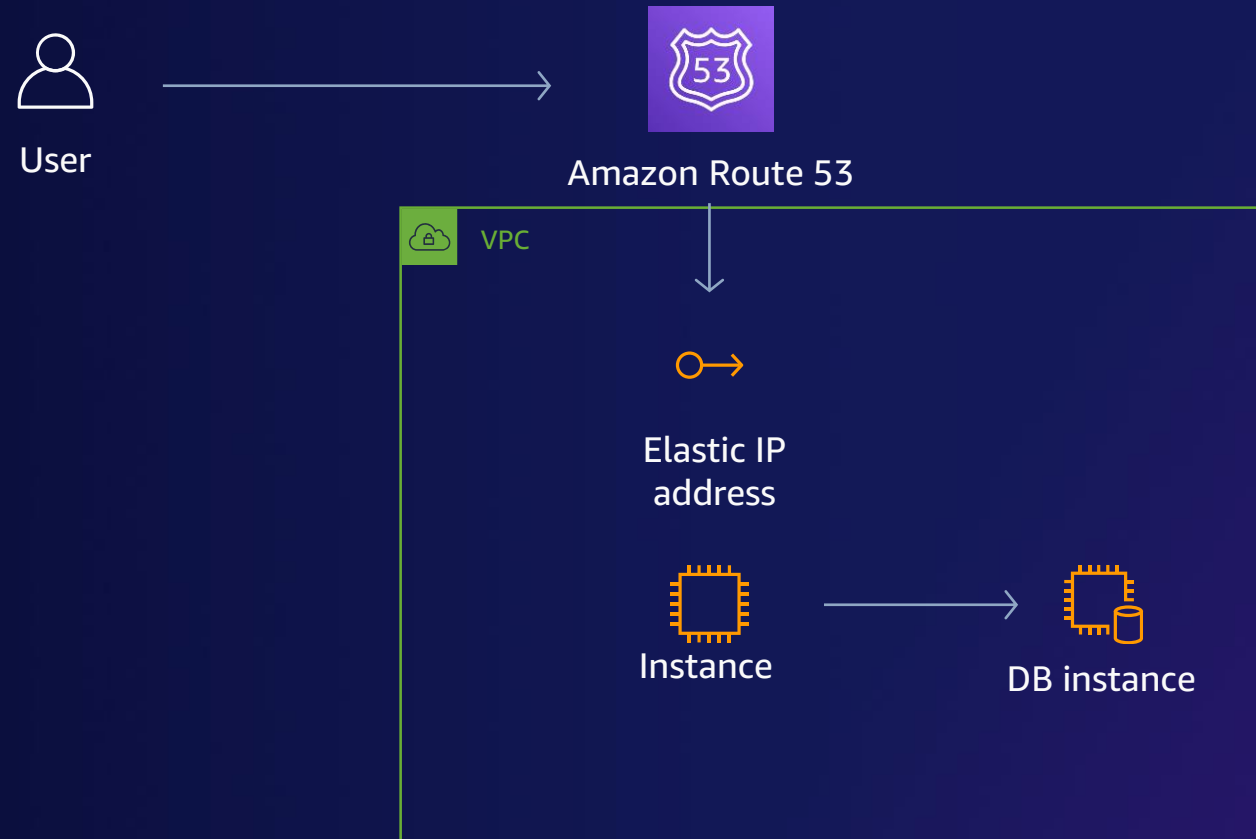 53
User
Amazon Route 53
VPC
Elastic IP
address
Instance
DB instance